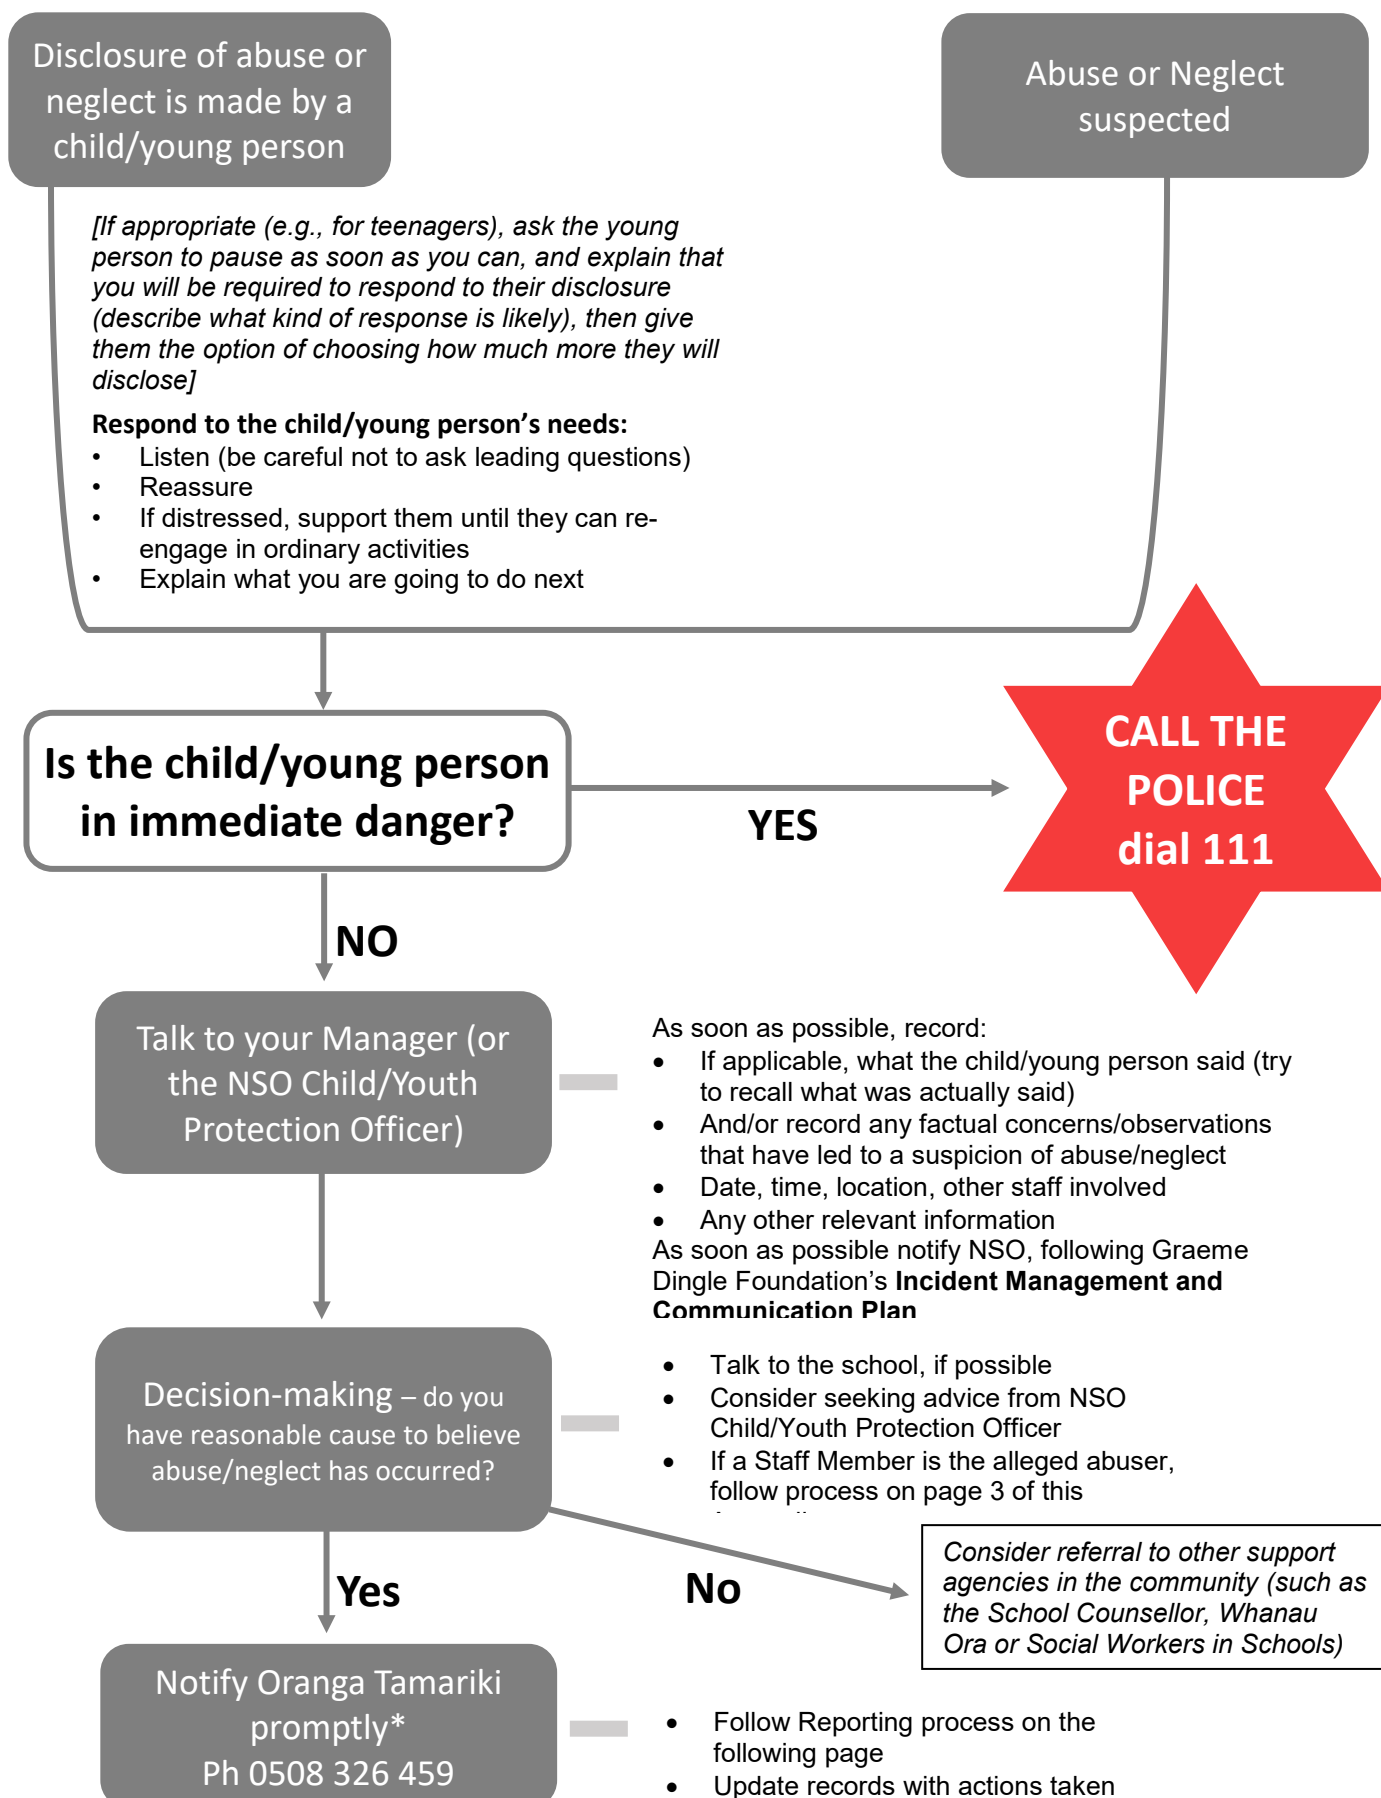 Disclosure of abuse or
neglect is made by a
child/young person
Abuse or Neglect
suspected
[If appropriate (e.g., for teenagers), ask the young
person to pause as soon as you can, and explain that
you will be required to respond to their disclosure
(describe what kind of response is likely), then give
them the option of choosing how much more they will
disclose]
Respond to the child/young person's needs:
• Listen (be careful not to ask leading questions)
• Reassure
• If distressed, support them until they can re-
engage in ordinary activities
• Explain what you are going to do next
Is the child/young person
in immediate danger?
YES
CALL THE
POLICE
dial 111
NO
Talk to your Manager (or
the NSO Child/Youth
Protection Officer)
As soon as possible, record:
• If applicable, what the child/young person said (try
to recall what was actually said)
• And/or record any factual concerns/observations
that have led to a suspicion of abuse/neglect
• Date, time, location, other staff involved
• Any other relevant information
As soon as possible notify NSO, following Graeme
Dingle Foundation's Incident Management and
Communication Plan
Decision-making – do you
have reasonable cause to believe
abuse/neglect has occurred?
• Talk to the school, if possible
• Consider seeking advice from NSO
Child/Youth Protection Officer
• If a Staff Member is the alleged abuser,
follow process on page 3 of this
Yes
No
Consider referral to other support
agencies in the community (such as
the School Counsellor, Whanau
Ora or Social Workers in Schools)
Notify Oranga Tamariki
promptly*
Ph 0508 326 459
• Follow Reporting process on the
following page
• Update records with actions taken